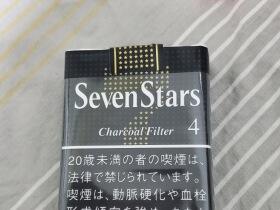 Seven Stars
Charcoal Filter 4
20歳未満の者の喫煙は、
法律で禁じられています。
喫煙は、動脈硬化や血栓